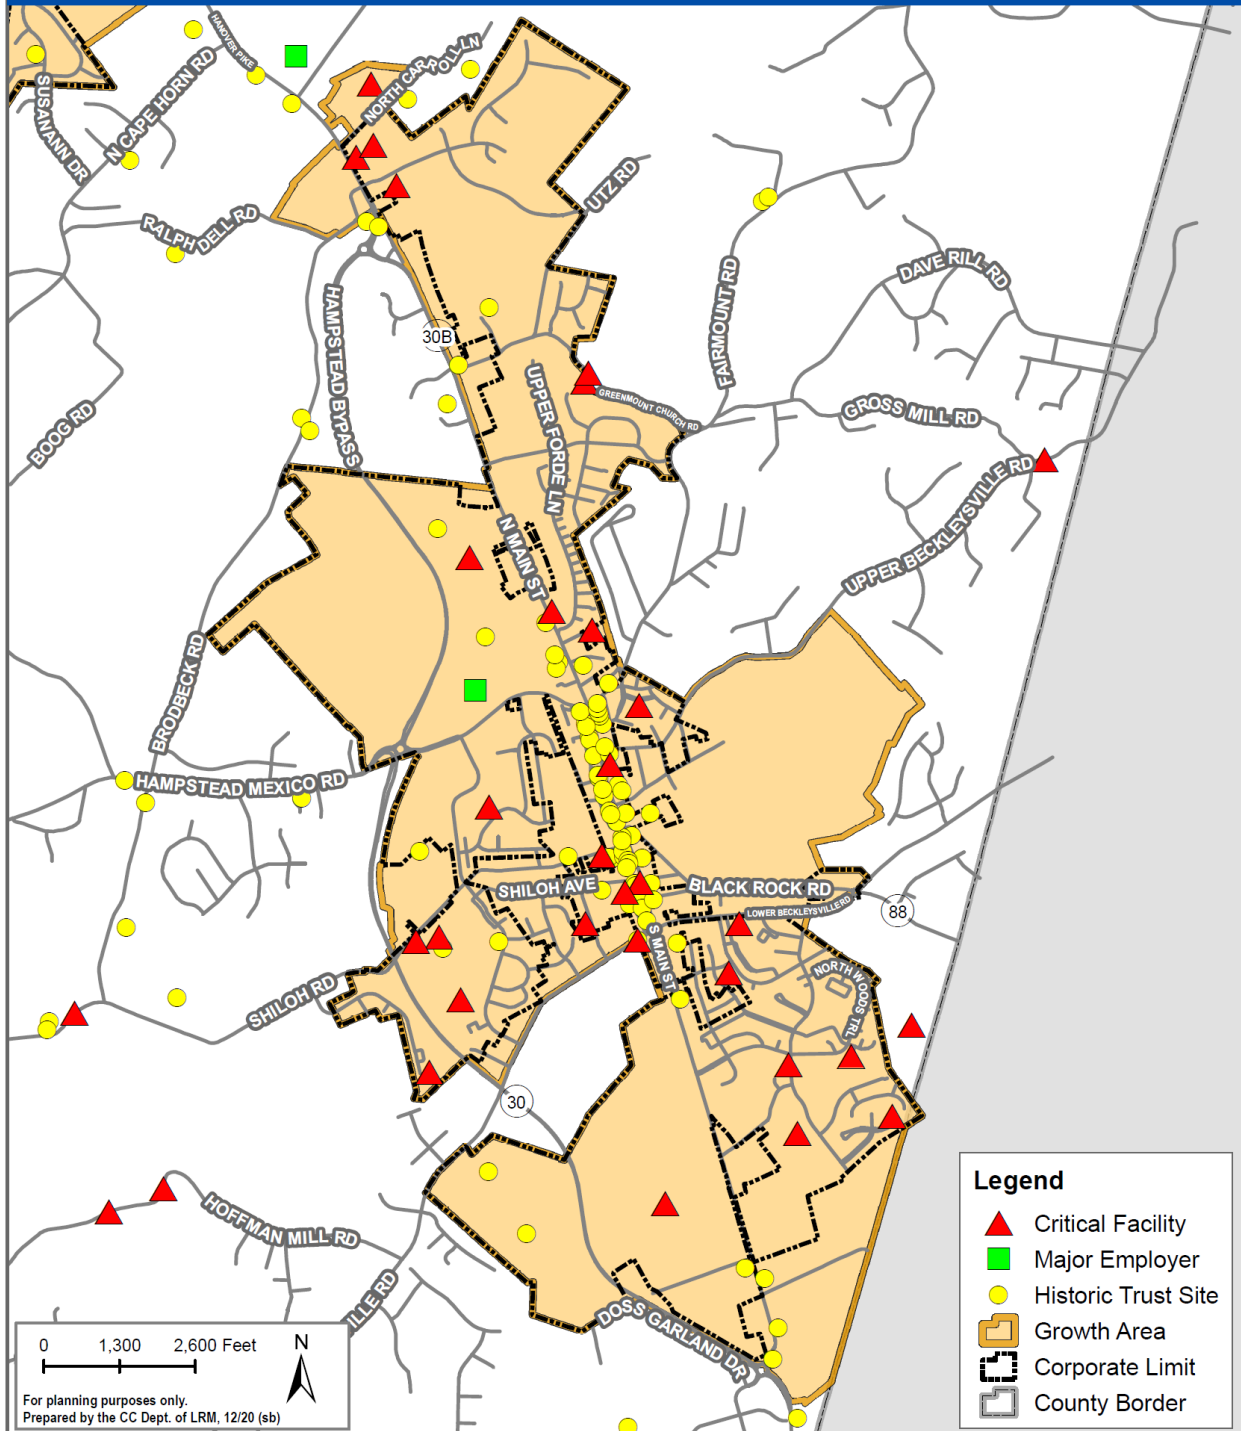 HANOVER PIKE
SUSANANN DR
N CAPE HORN RD
NORTH CARROLL LN
RALPH DELL RD
UTZ RD
DAVE RILL RD
FAIRMOUNT RD
HAMPSTEAD BYPASS
30B
GREENMOUNT CHURCH RD
UPPER FORDE LN
GROSS MILL RD
BOOG RD
UPPER BECKLEYSVILLE RD
N MAIN ST
BRODBECK RD
HAMPSTEAD MEXICO RD
SHILOH AVE
BLACK ROCK RD
LOWER BECKLEYSVILLE RD
88
S MAIN ST
NORTH WOODS TRL
SHILOH RD
30
HOFFMAN MILL RD
VILLE RD
DOSS GARLAND DR
Legend
Critical Facility
Major Employer
Historic Trust Site
Growth Area
Corporate Limit
County Border
0 1,300 2,600 Feet
N
For planning purposes only.
Prepared by the CC Dept. of LRM, 12/20 (sb)